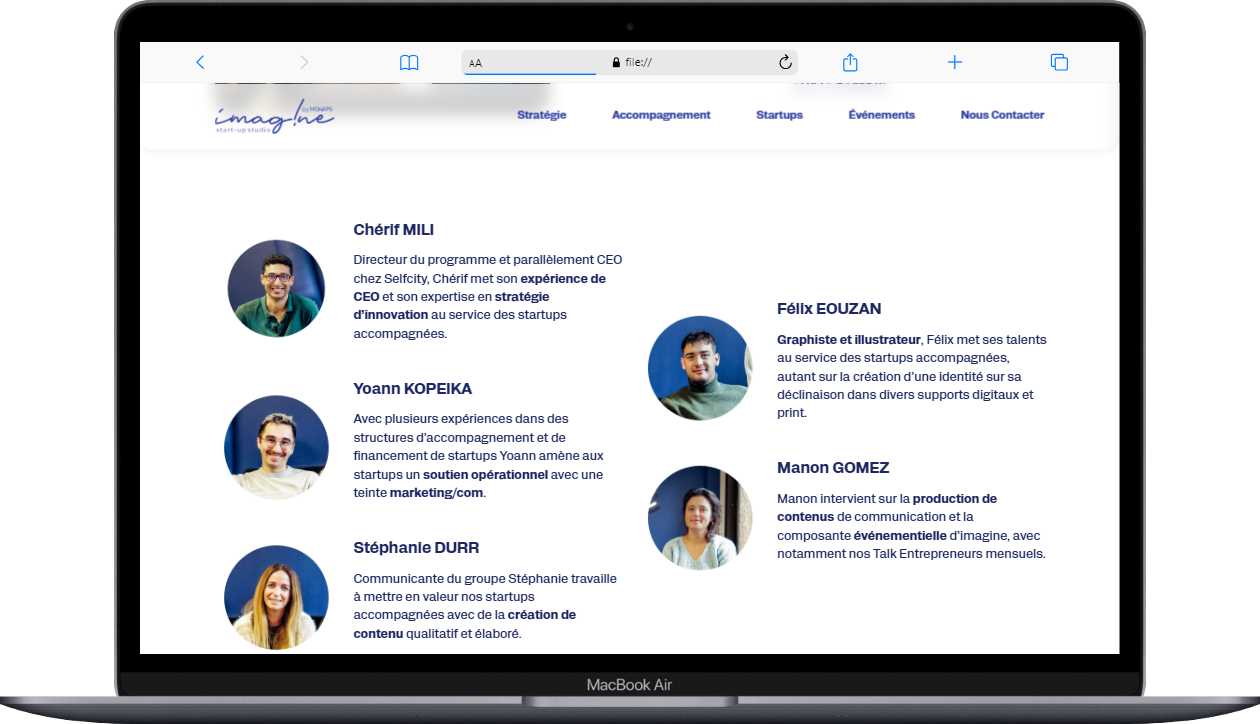 AA
file://
by MSNAPS
imag!ne
start-up studio
Stratégie
Accompagnement
Startups
Événements
Nous Contacter
Chérif MILI
Directeur du programme et parallèlement CEO
chez Selfcity, Chérif met son expérience de
CEO et son expertise en stratégie
d’innovation au service des startups
accompagnées.
Yoann KOPEIKA
Avec plusieurs expériences dans des
structures d’accompagnement et de
financement de startups Yoann amène aux
startups un soutien opérationnel avec une
teinte marketing/com.
Stéphanie DURR
Communicante du groupe Stéphanie travaille
à mettre en valeur nos startups
accompagnées avec de la création de
contenu qualitatif et élaboré.
Félix EOUZAN
Graphiste et illustrateur, Félix met ses talents
au service des startups accompagnées,
autant sur la création d’une identité sur sa
déclinaison dans divers supports digitaux et
print.
Manon GOMEZ
Manon intervient sur la production de
contenus de communication et la
composante événementielle d’imagine, avec
notamment nos Talk Entrepreneurs mensuels.
MacBook Air